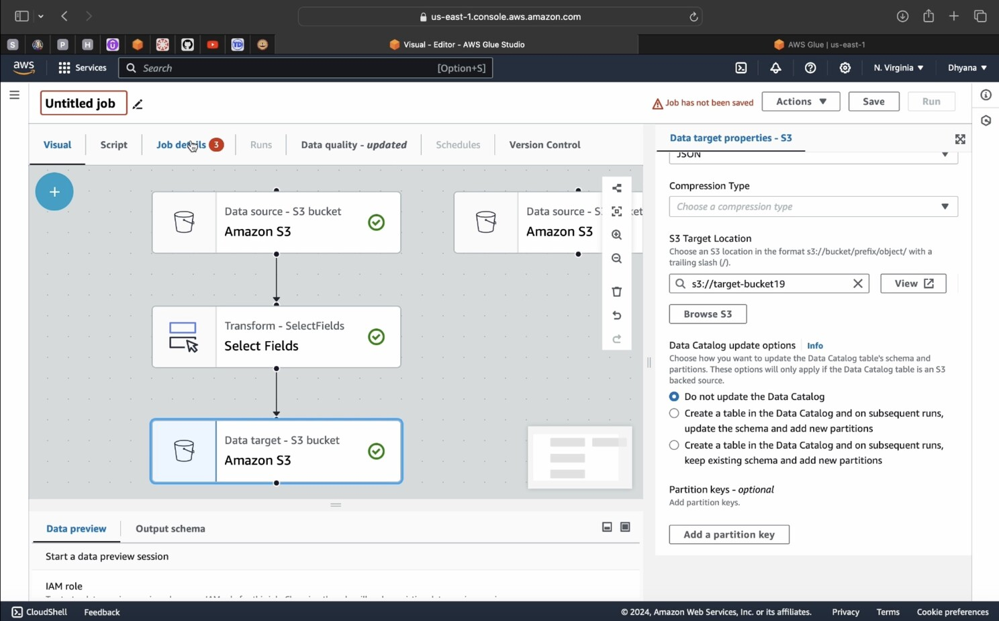 us-east-1.console.aws.amazon.com
S
P
H
TD
Visual - Editor - AWS Glue Studio
AWS Glue | us-east-1
aws
Services
Search
[Option+S]
N. Virginia
Dhyana
Untitled job
Job has not been saved
Actions
Save
Run
Visual
Script
Job details
3
Runs
Data quality - updated
Schedules
Version Control
Data target properties - S3
JSON
Data source - S3 bucket
Amazon S3
Data source - S
et
Amazon S3
Transform - SelectFields
Select Fields
Data target - S3 bucket
Amazon S3
Compression Type
Choose a compression type
S3 Target Location
Choose an S3 location in the format s3://bucket/prefix/object/ with a
trailing slash (/).
s3://target-bucket19
View
Browse S3
Data Catalog update options
Info
Choose how you want to update the Data Catalog table's schema and
partitions. These options will only apply if the Data Catalog table is an S3
backed source.
Do not update the Data Catalog
Create a table in the Data Catalog and on subsequent runs,
update the schema and add new partitions
Create a table in the Data Catalog and on subsequent runs,
keep existing schema and add new partitions
Partition keys - optional
Add partition keys.
Add a partition key
Data preview
Output schema
Start a data preview session
IAM role
CloudShell
Feedback
© 2024, Amazon Web Services, Inc. or its affiliates.
Privacy
Terms
Cookie preferences